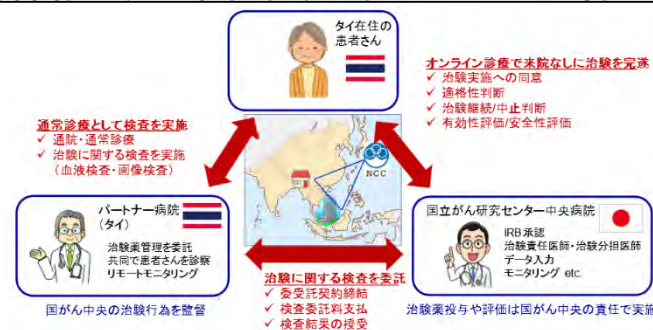 タイ在住の
患者さん
オンライン診療で来院なしに治験を完遂
✓ 治験実施への同意
✓ 適格性判断
✓ 治験継続/中止判断
✓ 有効性評価/安全性評価
通常診療として検査を実施
✓ 通院・通常診療
✓ 治験に関する検査を実施
(血液検査・画像検査)
NCC
パートナー病院
(タイ)
治験薬管理を委託
共同で患者さんを診察
リモートモニタリング
国がん中央の治験行為を監督
治験に関する検査を委託
✓ 委受託契約締結
✓ 検査委託料支払
✓ 検査結果の授受
国立がん研究センター中央病院
IRB承認
治験責任医師・治験分担医師
データ入力
モニタリング etc.
治験薬投与や評価は国がん中央の責任で実施